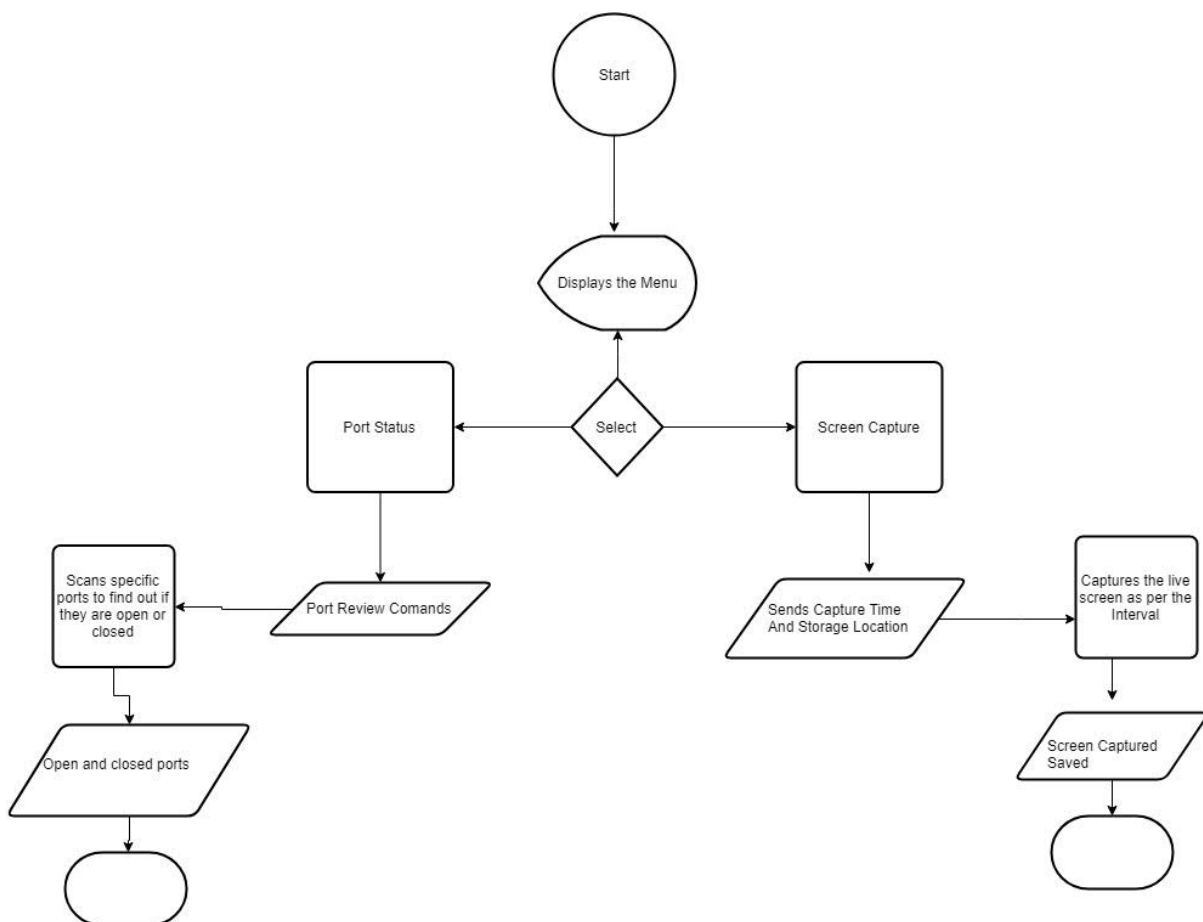 Start
Displays the Menu
Port Status
Select
Screen Capture
Scans specific
ports to find out if
they are open or
closed
Port Review Comands
Sends Capture Time
And Storage Location
Captures the live
screen as per the
Interval
Open and closed ports
Screen Captured
Saved